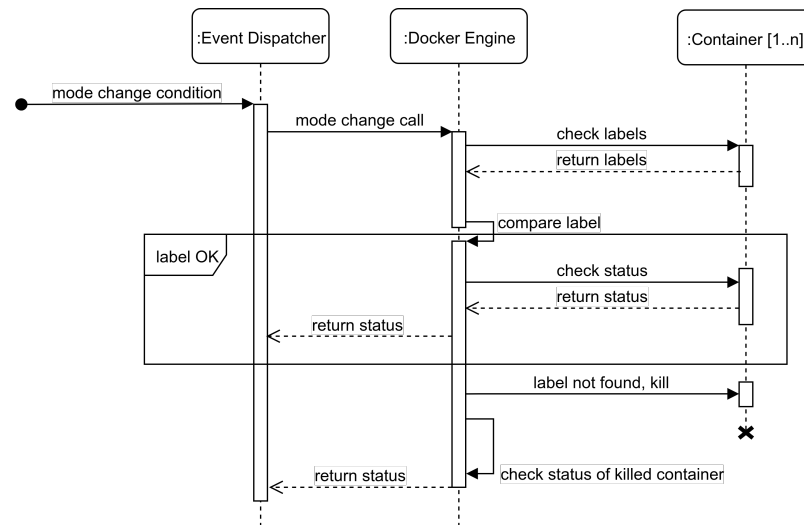 :Event Dispatcher
:Docker Engine
:Container [1..n]
mode change condition
mode change call
check labels
return labels
compare label
label OK
check status
return status
return status
label not found, kill
check status of killed container
return status